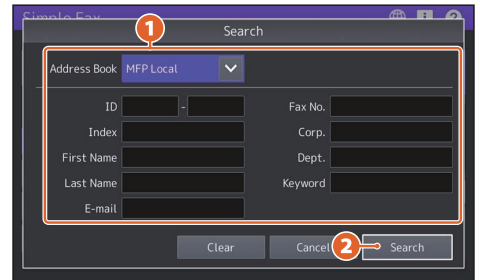 Simple Fax
Search
1
Address Book MFP Local
ID - Fax No.
Index Corp.
First Name Dept.
Last Name Keyword
E-mail
Clear Cancel 2 Search